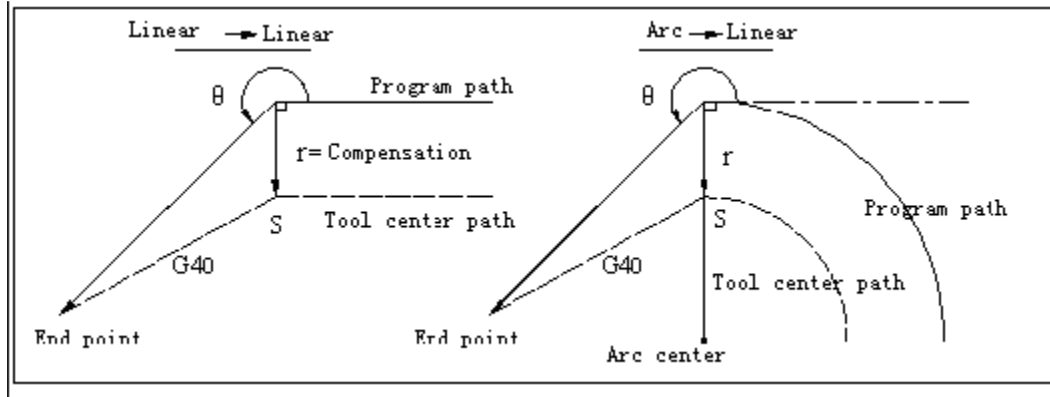 Linear → Linear
θ
Program path
r= Compensation
S
Tool center path
G40
End point
Arc → Linear
θ
r
Program path
S
G40
Tool center path
End point
Arc center